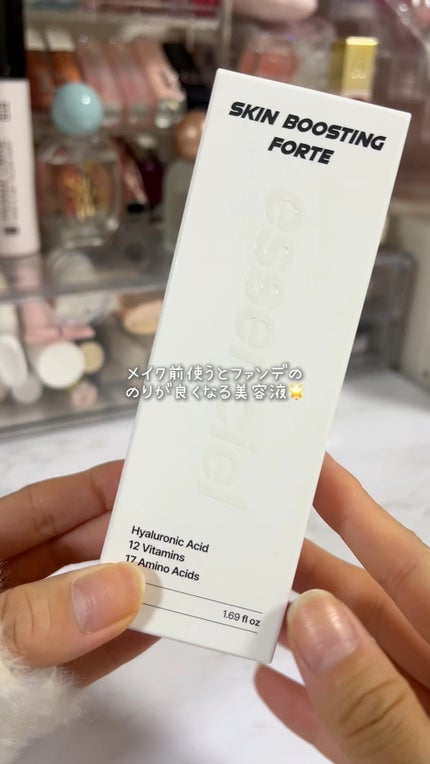 SKIN BOOSTING
FORTE
essenciel
メイク前使うとファンデの
のりが良くなる美容液🌟
Hyaluronic Acid
12 Vitamins
17 Amino Acids
1.69 fl oz